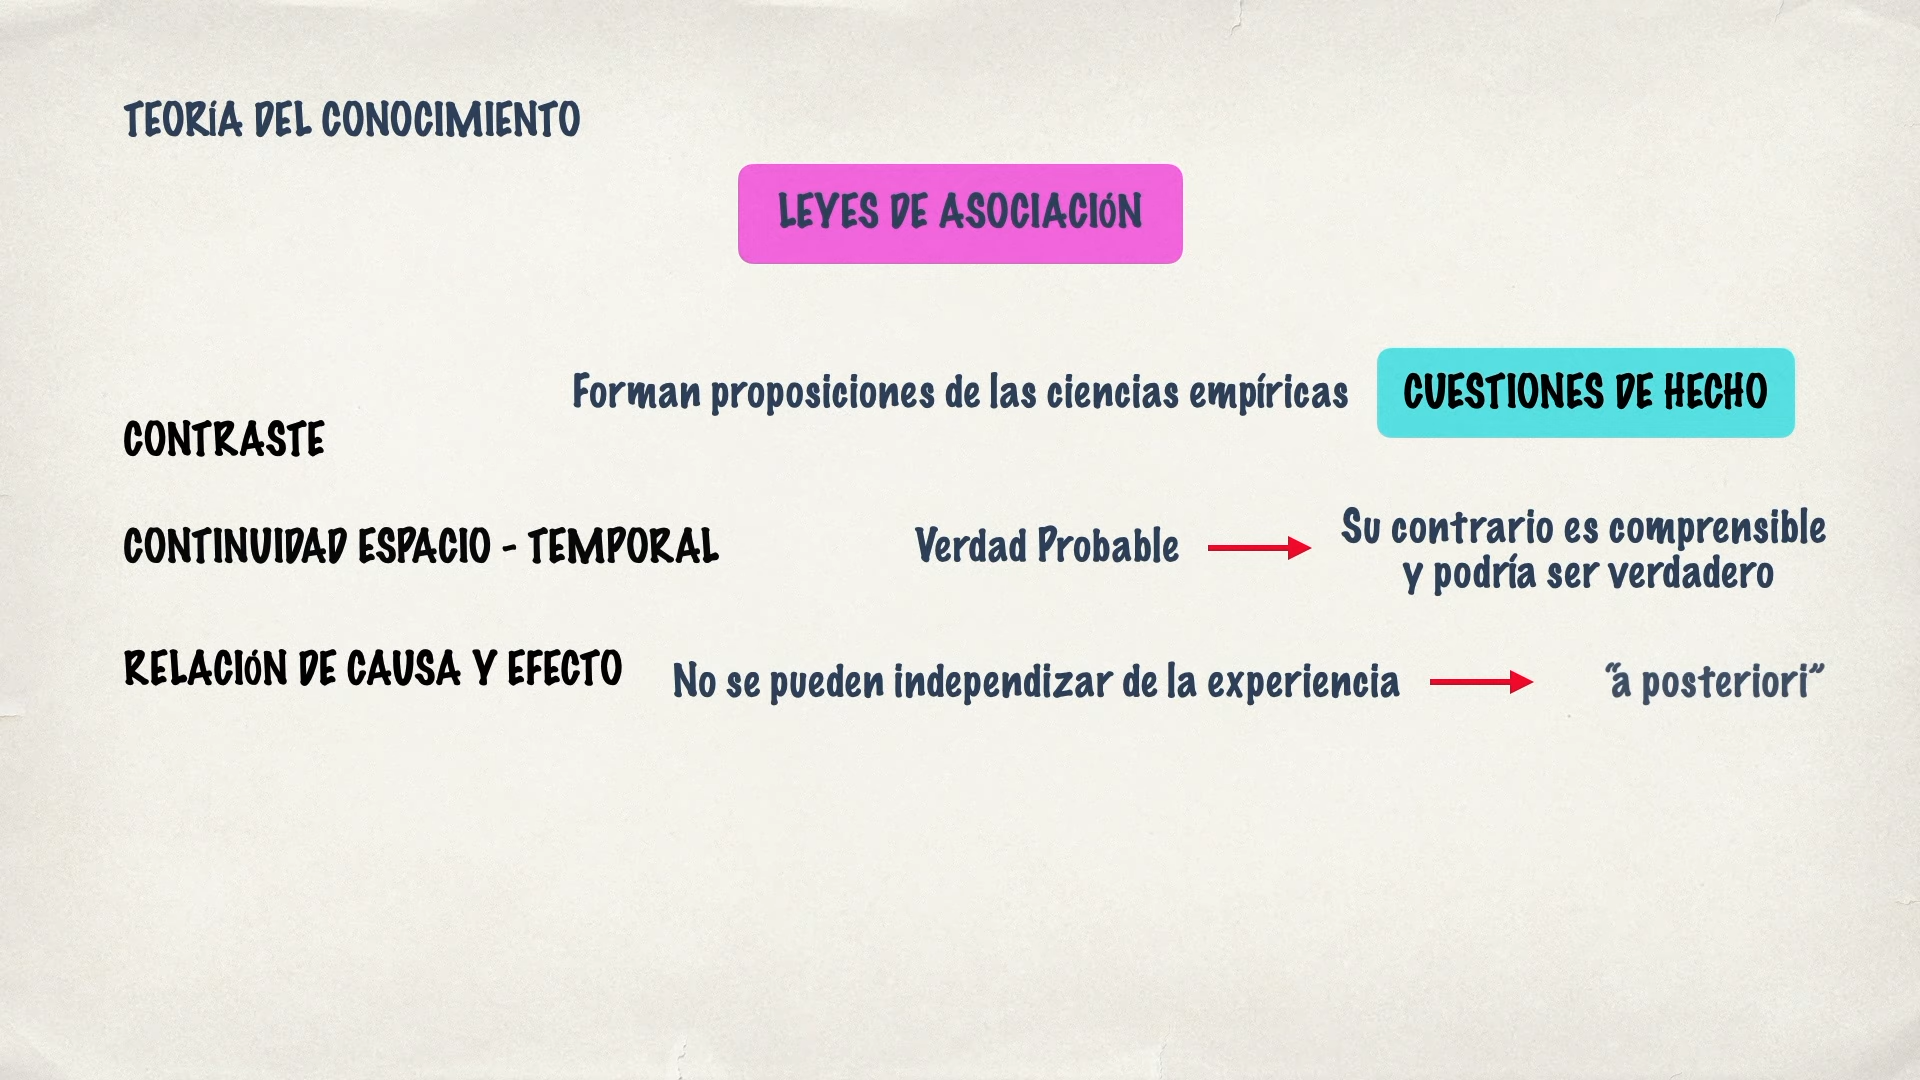 TEORÍA DEL CONOCIMIENTO
LEYES DE ASOCIACIÓN
Forman proposiciones de las ciencias empíricas
CUESTIONES DE HECHO
CONTRASTE
CONTINUIDAD ESPACIO - TEMPORAL
Verdad Probable
Su contrario es comprensible
y podría ser verdadero
RELACIÓN DE CAUSA Y EFECTO
No se pueden independizar de la experiencia
“a posteriori”